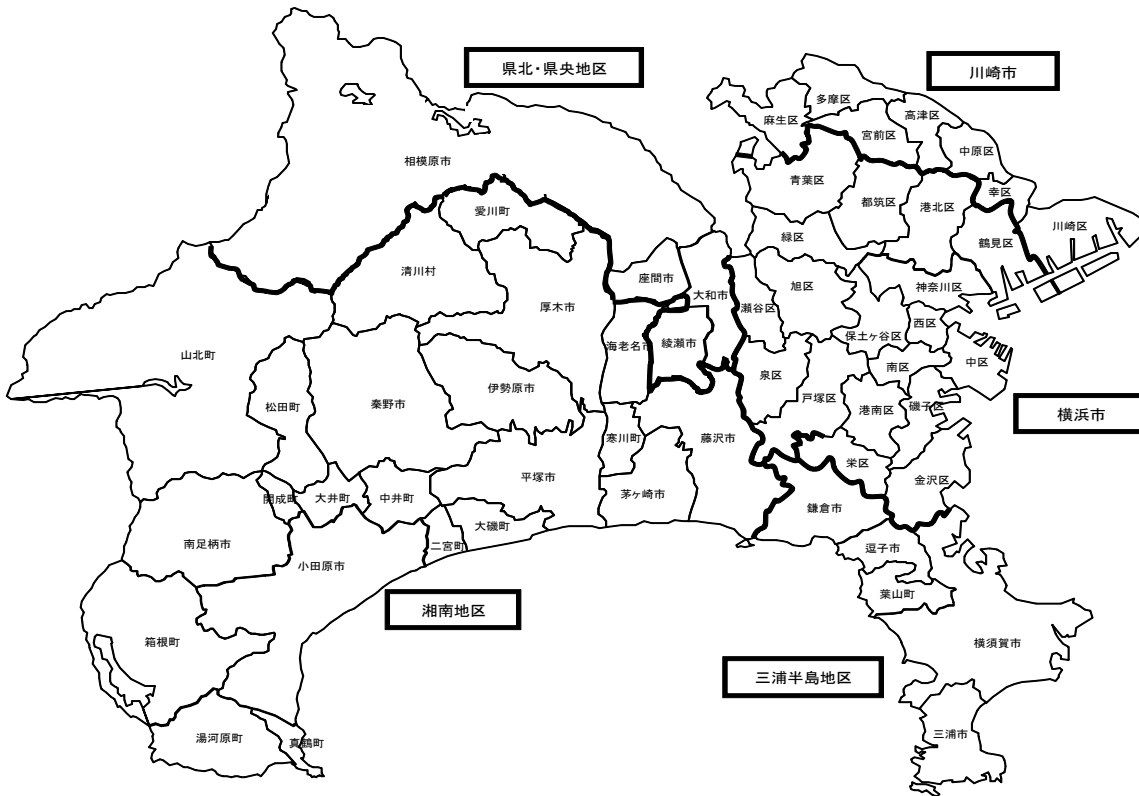 県北・県央地区
川崎市
多摩区
麻生区
高津区
宮前区
中原区
相模原市
青葉区
幸区
愛川町
都筑区
港北区
川崎区
緑区
鶴見区
清川村
座間市
旭区
神奈川区
大和市
瀬谷区
厚木市
西区
保土ヶ谷区
海老名市
綾瀬市
山北町
南区
中区
泉区
伊勢原市
松田町
秦野市
戸塚区
港南区
磯子区
横浜市
寒川町
藤沢市
栄区
平塚市
金沢区
茅ヶ崎市
開成町
大井町
中井町
鎌倉市
大磯町
南足柄市
二宮町
逗子市
小田原市
葉山町
湘南地区
箱根町
横須賀市
三浦半島地区
三浦市
湯河原町
真鶴町